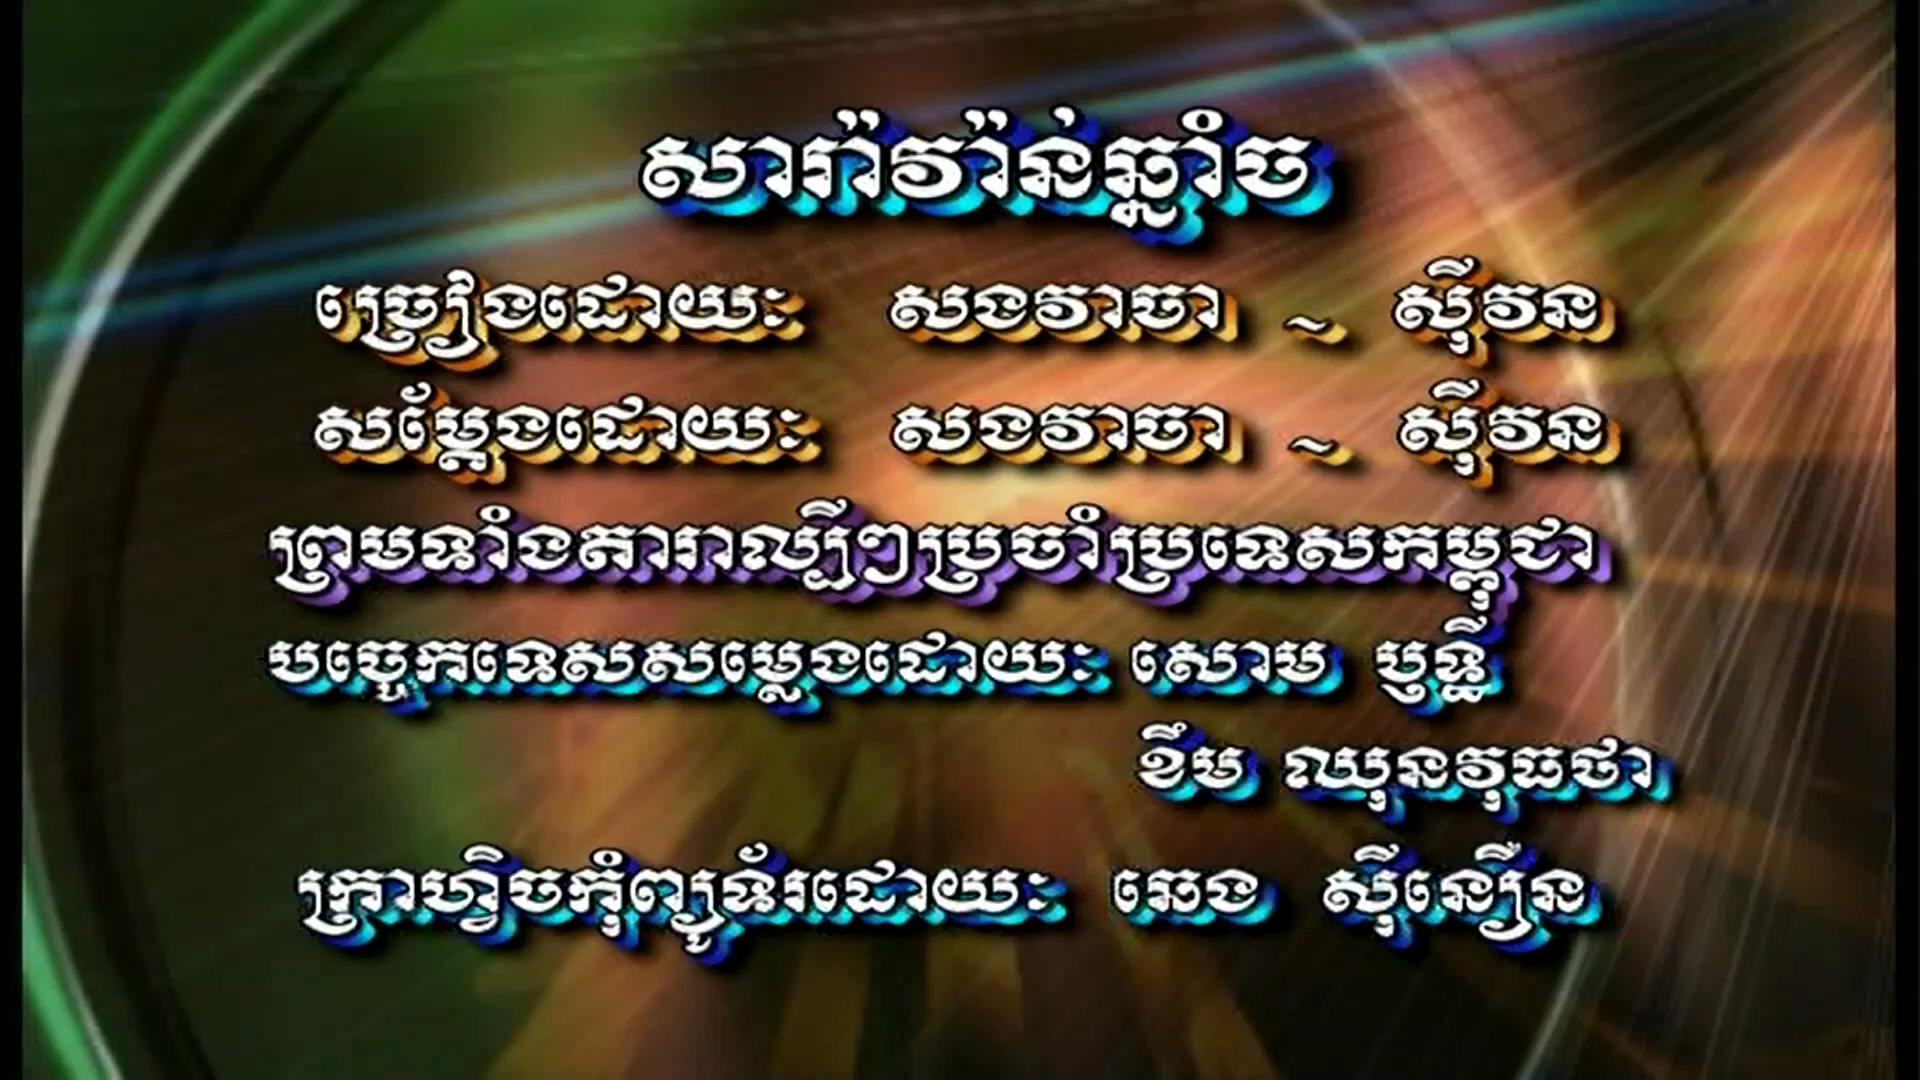 សារ៉ាវ៉ាន់ឆ្នាំច
ច្រៀងដោយៈ សងវាចា ~ ស៊ីវន
សម្ដែងដោយៈ សងវាចា ~ ស៊ីវន
ព្រមទាំងតារាល្បីៗប្រចាំប្រទេសកម្ពុជា
បច្ចេកទេសសម្លេងដោយៈ សោម ឫទ្ធី
ខឹម ឈុនវុធថា
ក្រាហ្វិចកុំព្យូទ័រដោយៈ ឆេង ស៊ីនឿន